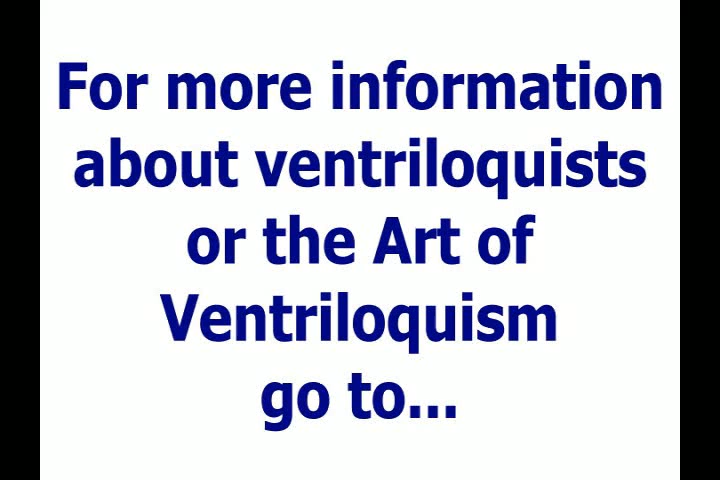 For more information
about ventriloquists
or the Art of
Ventriloquism
go to...